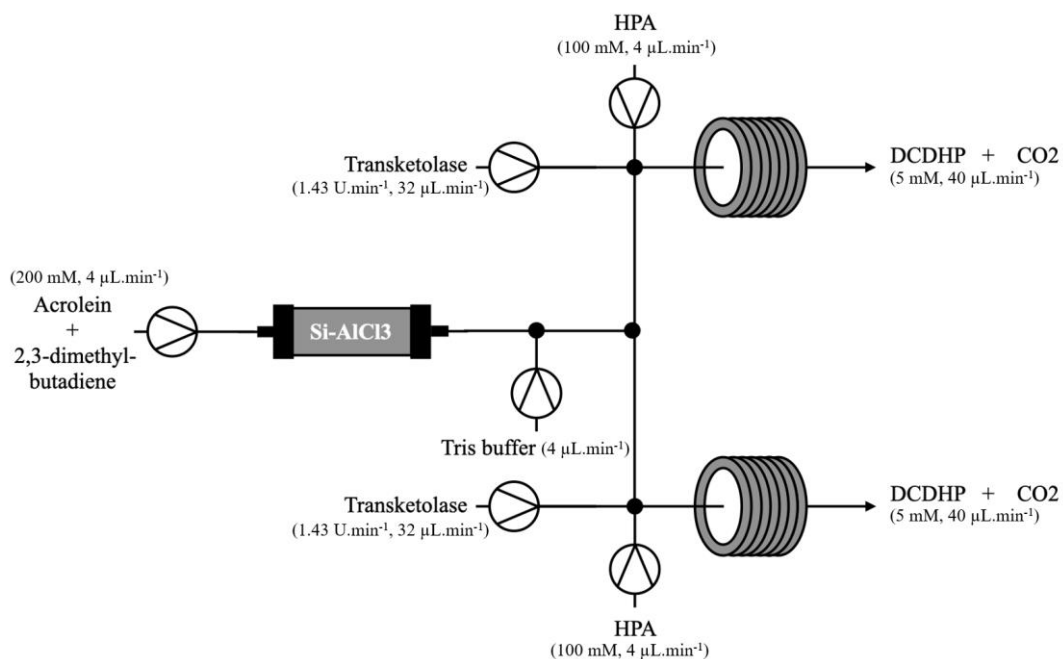 HPA
(100 mM, 4 µL.min⁻¹)
Transketolase
(1.43 U.min⁻¹, 32 µL.min⁻¹)
DCDHP + CO2
(5 mM, 40 µL.min⁻¹)
(200 mM, 4 µL.min⁻¹)
Acrolein
+
2,3-dimethyl-
butadiene
Si-AlCl3
Tris buffer (4 µL.min⁻¹)
Transketolase
(1.43 U.min⁻¹, 32 µL.min⁻¹)
DCDHP + CO2
(5 mM, 40 µL.min⁻¹)
HPA
(100 mM, 4 µL.min⁻¹)